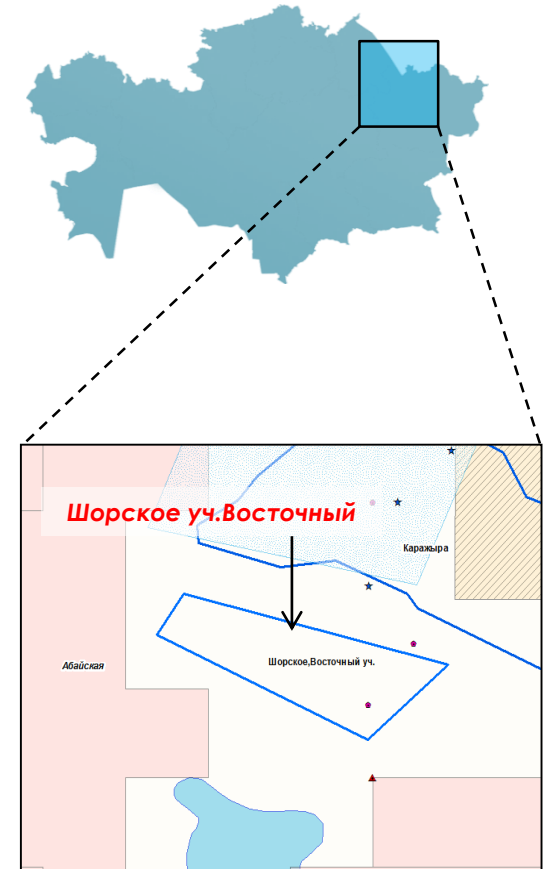 Шорское уч.Восточный
Каражыра
Абайская
Шорское,Восточный уч.